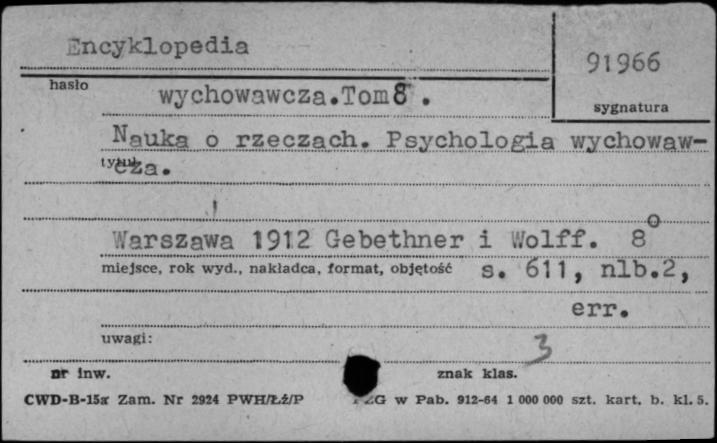 Encyklopedia
91966
hasło
wychowawcza.Tom8 .
sygnatura
Nauka o rzeczach. Psychologia wychowaw-
tytuł
cza.
Warszawa 1912 Gebethner i Wolff. 8°
miejsce, rok wyd., nakładca, format, objętość
s. 611, nlb.2,
err.
uwagi:
3
nr inw.
znak klas.
CWD-B-15a Zam. Nr 2924 PWH/Łź/P
w Pab. 912-64 1 000 000 szt. kart. b. kl. 5.